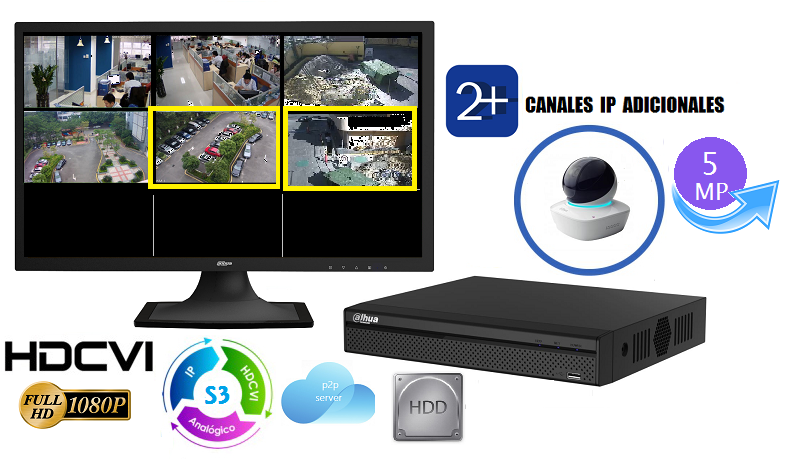 2+ CANALES IP ADICIONALES
5
MP
alhua
alhua
HDCVI
FULL
HD 1080P
IP
HDCVI
Analógico
S3
p2p
server
HDD